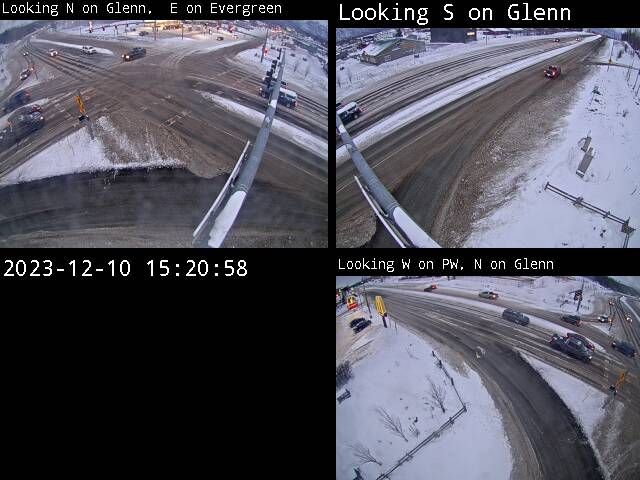 Looking N on Glenn, E on Evergreen
Looking S on Glenn
2023-12-10 15:20:58
Looking W on PW, N on Glenn